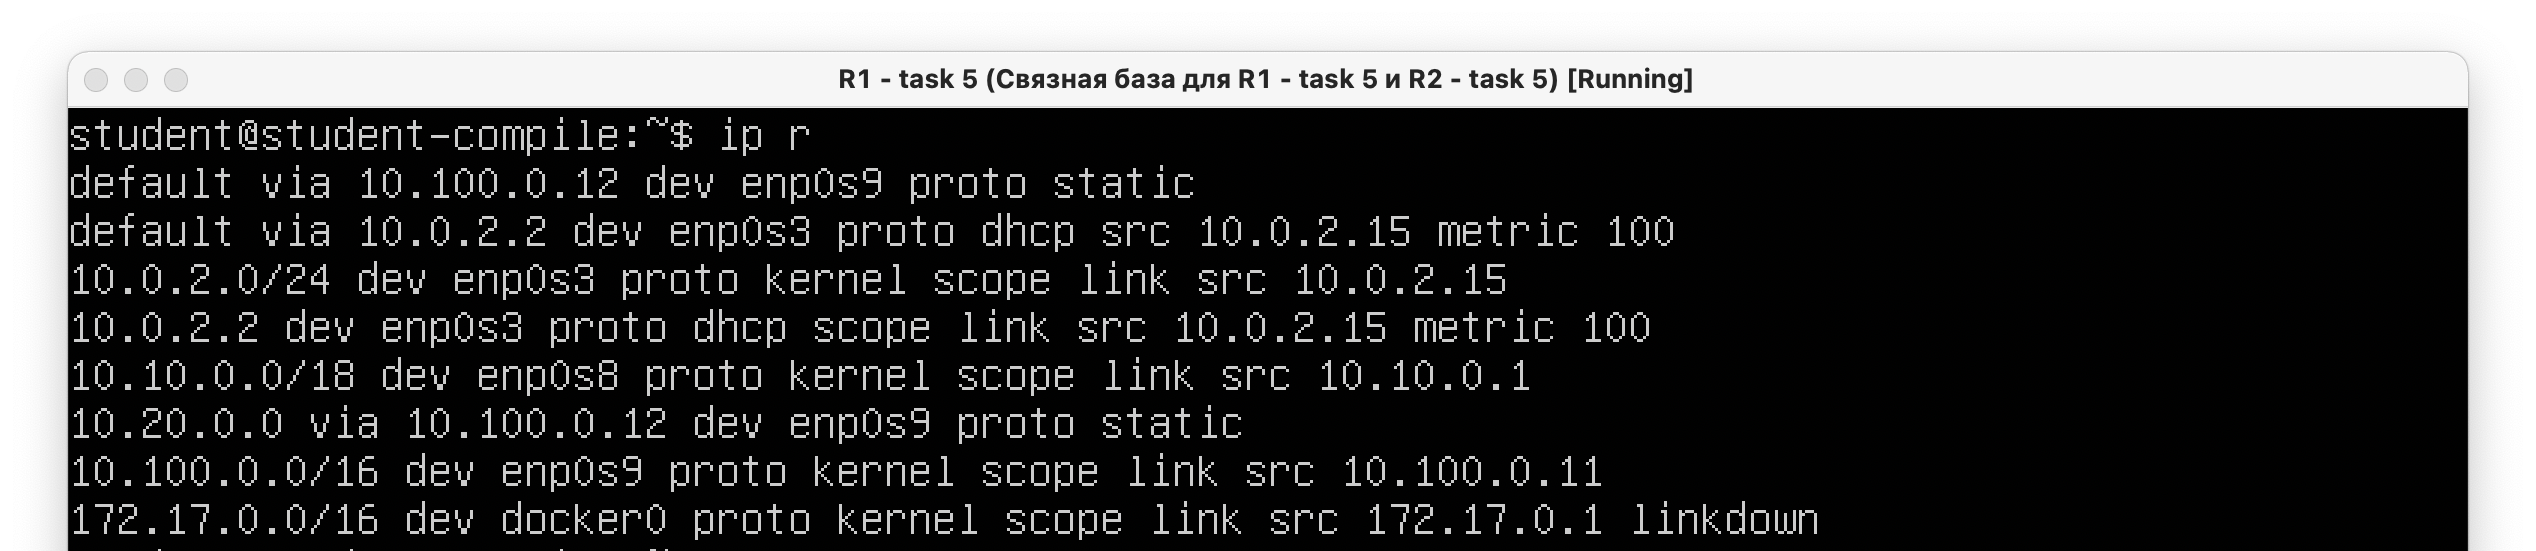 R1 - task 5 (Связная база для R1 - task 5 и R2 - task 5) [Running]
student@student-compile:~$ ip r
default via 10.100.0.12 dev enp0s9 proto static
default via 10.0.2.2 dev enp0s3 proto dhcp src 10.0.2.15 metric 100
10.0.2.0/24 dev enp0s3 proto kernel scope link src 10.0.2.15
10.0.2.2 dev enp0s3 proto dhcp scope link src 10.0.2.15 metric 100
10.10.0.0/18 dev enp0s8 proto kernel scope link src 10.10.0.1
10.20.0.0 via 10.100.0.12 dev enp0s9 proto static
10.100.0.0/16 dev enp0s9 proto kernel scope link src 10.100.0.11
172.17.0.0/16 dev docker0 proto kernel scope link src 172.17.0.1 linkdown